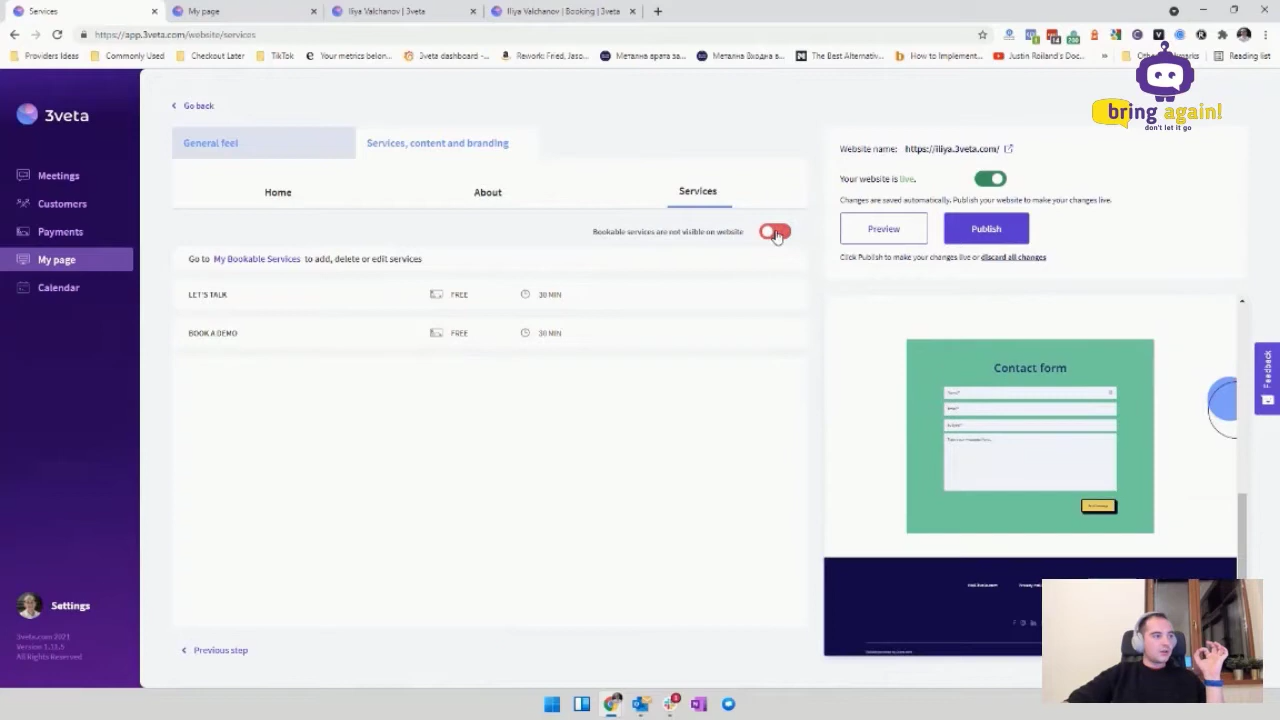 Services
My page
Iliya Valchanov | 3veta
Iliya Valchanov | Booking | 3veta
https://app.3veta.com/website/services
Providers Ideas
Commonly Used
Checkout Later
TikTok
Your metrics belon...
3veta dashboard -...
Rework: Fried, Jaso...
Метална врата за...
Метална Входна з...
The Best Alternativ...
How to Implement...
Justin Roiland's Doc...
Reading list
bring again!
don't let it go
3veta
Meetings
Customers
Payments
My page
Calendar
Settings
3veta.com 2021
Version 1.11.5
All Rights Reserved
Go back
General feel
Services, content and branding
Home
About
Services
Bookable services are not visible on website
Go to My Bookable Services to add, delete or edit services
LET'S TALK
FREE
30 MIN
BOOK A DEMO
FREE
30 MIN
Previous step
Website name: https://iliya.3veta.com/
Your website is live.
Changes are saved automatically. Publish your website to make your changes live.
Preview
Publish
Click Publish to make your changes live or discard all changes
Contact form
Feedback